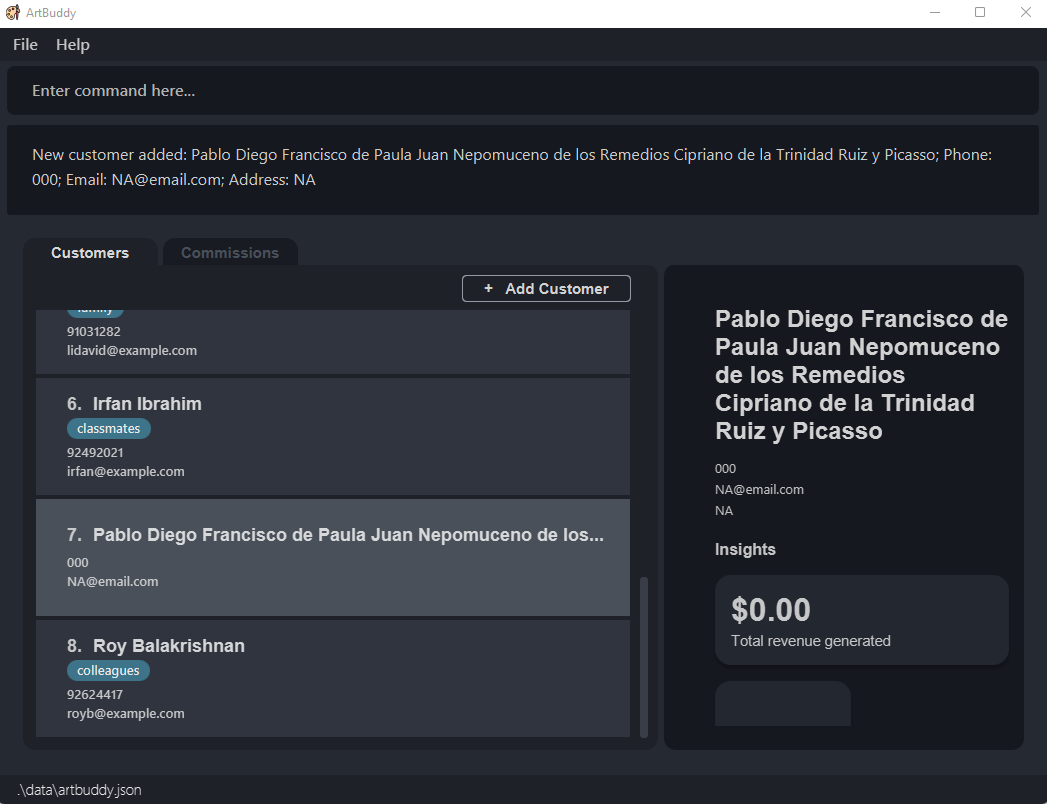 ArtBuddy
File Help
Enter command here...
New customer added: Pablo Diego Francisco de Paula Juan Nepomuceno de los Remedios Cipriano de la Trinidad Ruiz y Picasso; Phone:
000; Email: NA@email.com; Address: NA
Customers Commissions
+ Add Customer
family
91031282
lidavid@example.com
6. Irfan Ibrahim
classmates
92492021
irfan@example.com
7. Pablo Diego Francisco de Paula Juan Nepomuceno de los...
000
NA@email.com
8. Roy Balakrishnan
colleagues
92624417
royb@example.com
Pablo Diego Francisco de
Paula Juan Nepomuceno
de los Remedios
Cipriano de la Trinidad
Ruiz y Picasso
000
NA@email.com
NA
Insights
$0.00
Total revenue generated
.\data\artbuddy.json